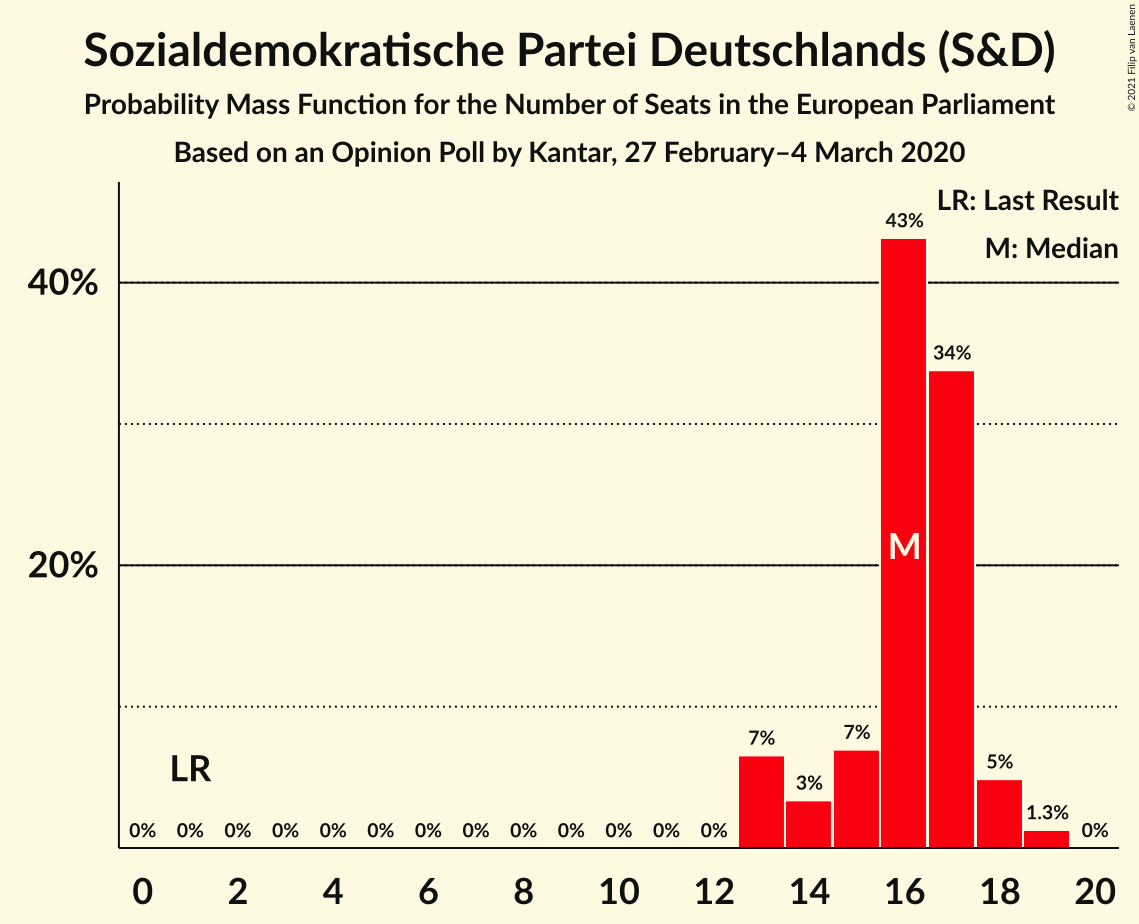 Sozialdemokratische Partei Deutschlands (S&D)
Probability Mass Function for the Number of Seats in the European Parliament
Based on an Opinion Poll by Kantar, 27 February–4 March 2020
© 2021 Filip van Laenen
LR: Last Result
M: Median
43%
40%
34%
20%
M
7%
7%
LR
5%
3%
1.3%
0% 0% 0% 0% 0% 0% 0% 0% 0% 0% 0% 0% 0% 0%
0 2 4 6 8 10 12 14 16 18 20